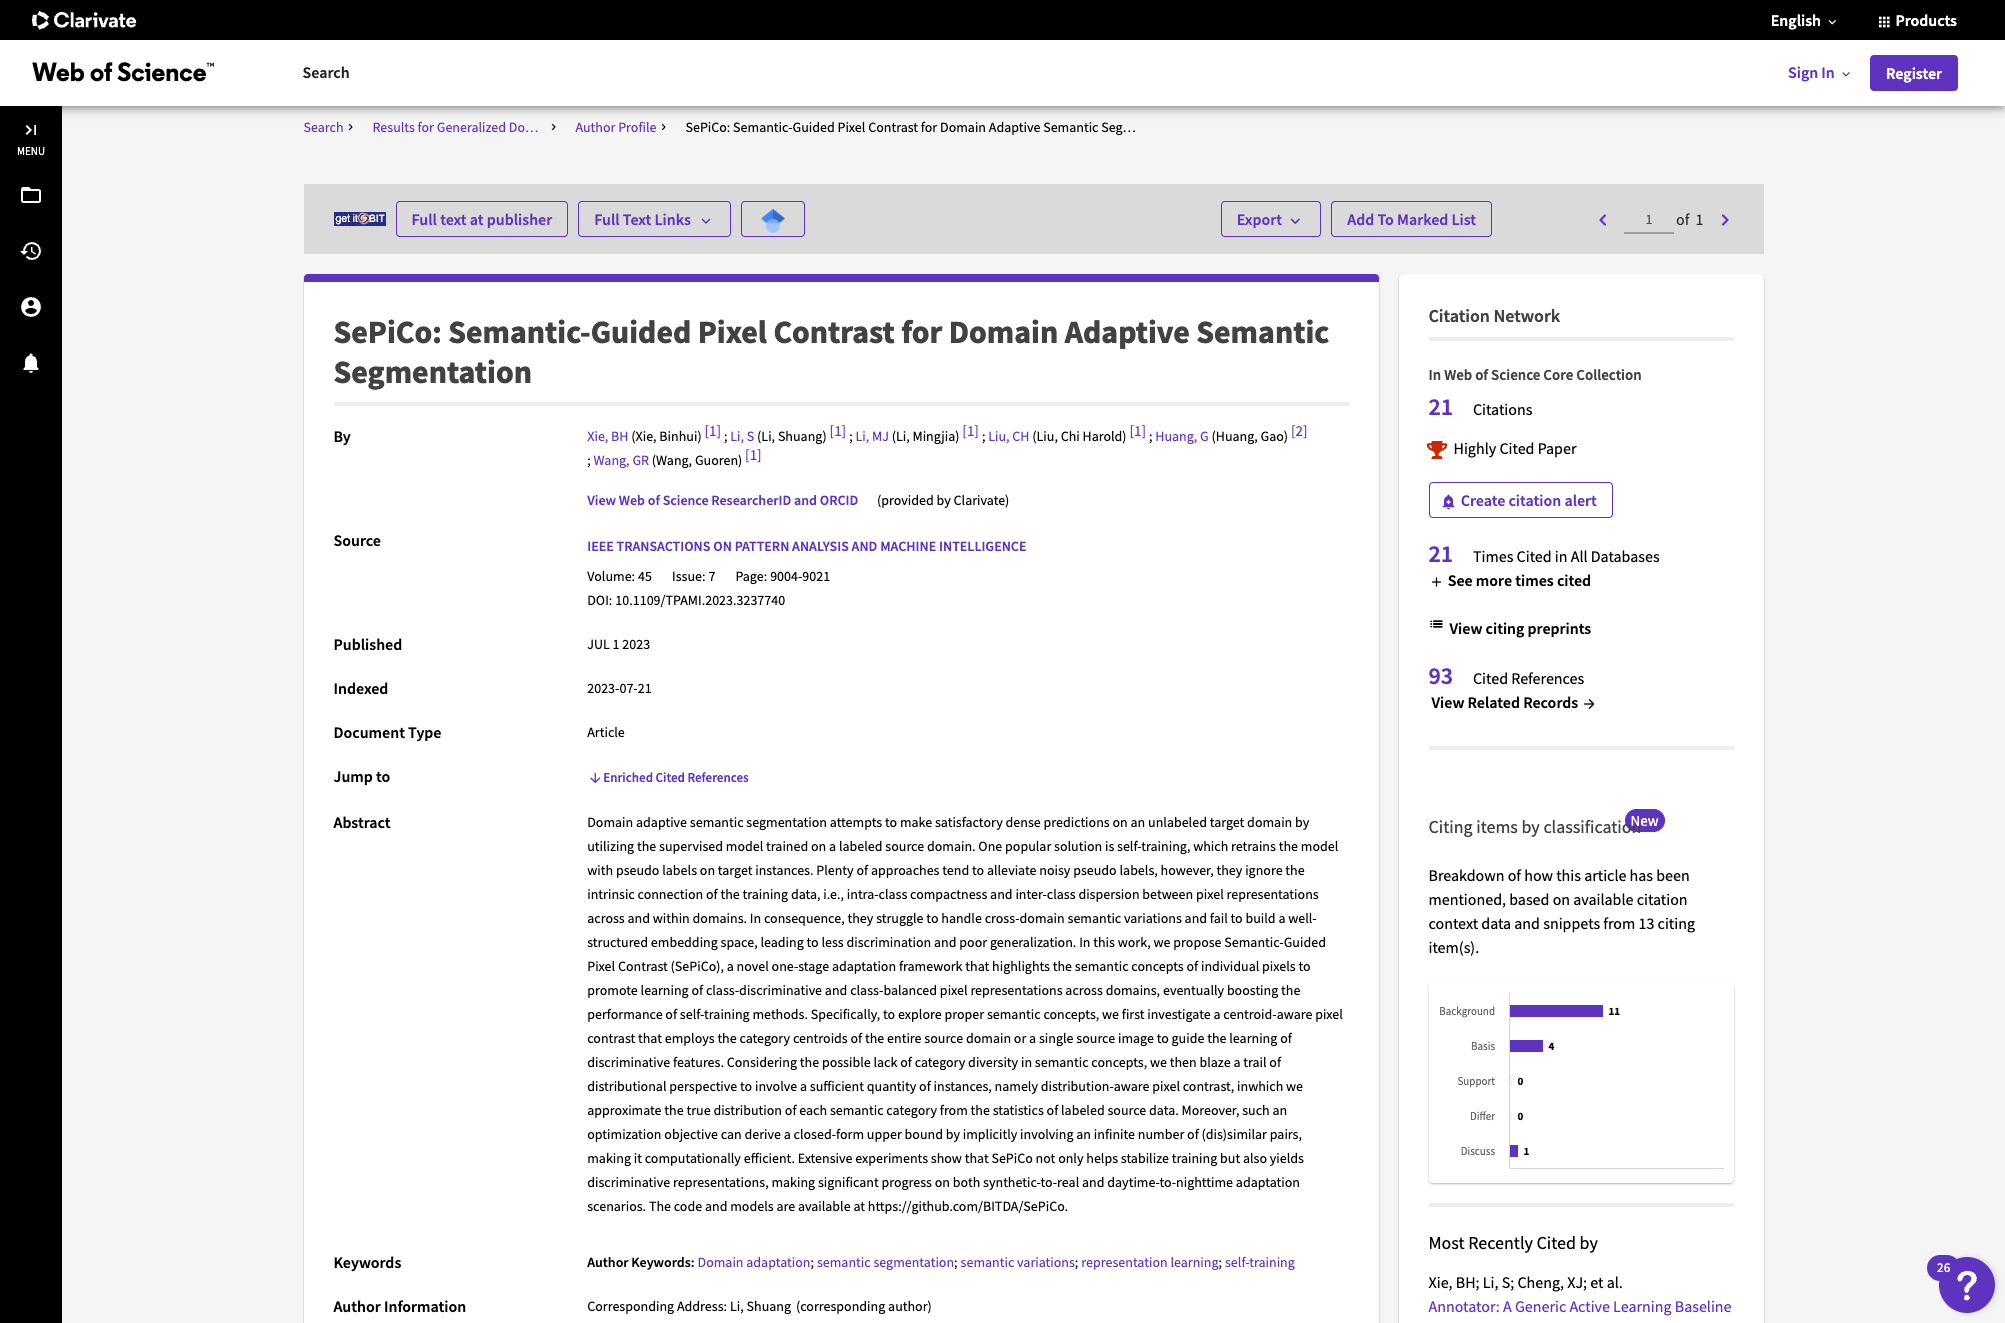 Clarivate
English
Products
Web of Science™
Search
Sign In
Register
MENU
Search > Results for Generalized Do... > Author Profile > SePiCo: Semantic-Guided Pixel Contrast for Domain Adaptive Semantic Seg...
get it@BIT
Full text at publisher
Full Text Links
Export
Add To Marked List
1 of 1
SePiCo: Semantic-Guided Pixel Contrast for Domain Adaptive Semantic
Segmentation
By
Xie, BH (Xie, Binhui) [1] ; Li, S (Li, Shuang) [1] ; Li, MJ (Li, Mingjia) [1] ; Liu, CH (Liu, Chi Harold) [1] ; Huang, G (Huang, Gao) [2]
; Wang, GR (Wang, Guoren) [1]
View Web of Science ResearcherID and ORCID (provided by Clarivate)
Source
IEEE TRANSACTIONS ON PATTERN ANALYSIS AND MACHINE INTELLIGENCE
Volume: 45 Issue: 7 Page: 9004-9021
DOI: 10.1109/TPAMI.2023.3237740
Published
JUL 1 2023
Indexed
2023-07-21
Document Type
Article
Jump to
Enriched Cited References
Abstract
Domain adaptive semantic segmentation attempts to make satisfactory dense predictions on an unlabeled target domain by
utilizing the supervised model trained on a labeled source domain. One popular solution is self-training, which retrains the model
with pseudo labels on target instances. Plenty of approaches tend to alleviate noisy pseudo labels, however, they ignore the
intrinsic connection of the training data, i.e., intra-class compactness and inter-class dispersion between pixel representations
across and within domains. In consequence, they struggle to handle cross-domain semantic variations and fail to build a well-
structured embedding space, leading to less discrimination and poor generalization. In this work, we propose Semantic-Guided
Pixel Contrast (SePiCo), a novel one-stage adaptation framework that highlights the semantic concepts of individual pixels to
promote learning of class-discriminative and class-balanced pixel representations across domains, eventually boosting the
performance of self-training methods. Specifically, to explore proper semantic concepts, we first investigate a centroid-aware pixel
contrast that employs the category centroids of the entire source domain or a single source image to guide the learning of
discriminative features. Considering the possible lack of category diversity in semantic concepts, we then blaze a trail of
distributional perspective to involve a sufficient quantity of instances, namely distribution-aware pixel contrast, inwhich we
approximate the true distribution of each semantic category from the statistics of labeled source data. Moreover, such an
optimization objective can derive a closed-form upper bound by implicitly involving an infinite number of (dis)similar pairs,
making it computationally efficient. Extensive experiments show that SePiCo not only helps stabilize training but also yields
discriminative representations, making significant progress on both synthetic-to-real and daytime-to-nighttime adaptation
scenarios. The code and models are available at https://github.com/BITDA/SePiCo.
Keywords
Author Keywords: Domain adaptation; semantic segmentation; semantic variations; representation learning; self-training
Author Information
Corresponding Address: Li, Shuang (corresponding author)
Citation Network
In Web of Science Core Collection
21 Citations
Highly Cited Paper
Create citation alert
21 Times Cited in All Databases
+ See more times cited
View citing preprints
93 Cited References
View Related Records →
Citing items by classification New
Breakdown of how this article has been
mentioned, based on available citation
context data and snippets from 13 citing
item(s).
Background 11
Basis 4
Support 0
Differ 0
Discuss 1
Most Recently Cited by
Xie, BH; Li, S; Cheng, XJ; et al.
Annotator: A Generic Active Learning Baseline
26
?